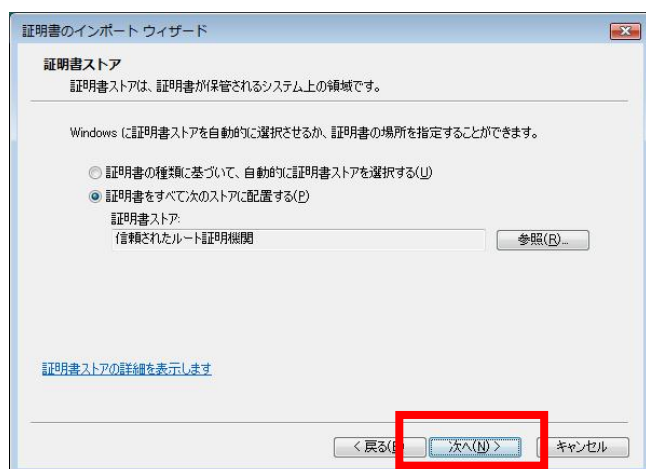 証明書のインポート ウィザード
証明書ストア
証明書ストアは、証明書が保管されるシステム上の領域です。
Windows に証明書ストアを自動的に選択させるか、証明書の場所を指定することができます。
証明書の種類に基づいて、自動的に証明書ストアを選択する(U)
証明書をすべて次のストアに配置する(P)
証明書ストア:
信頼されたルート証明機関
参照(R)...
証明書ストアの詳細を表示します
< 戻る(
次へ(N) >
キャンセル